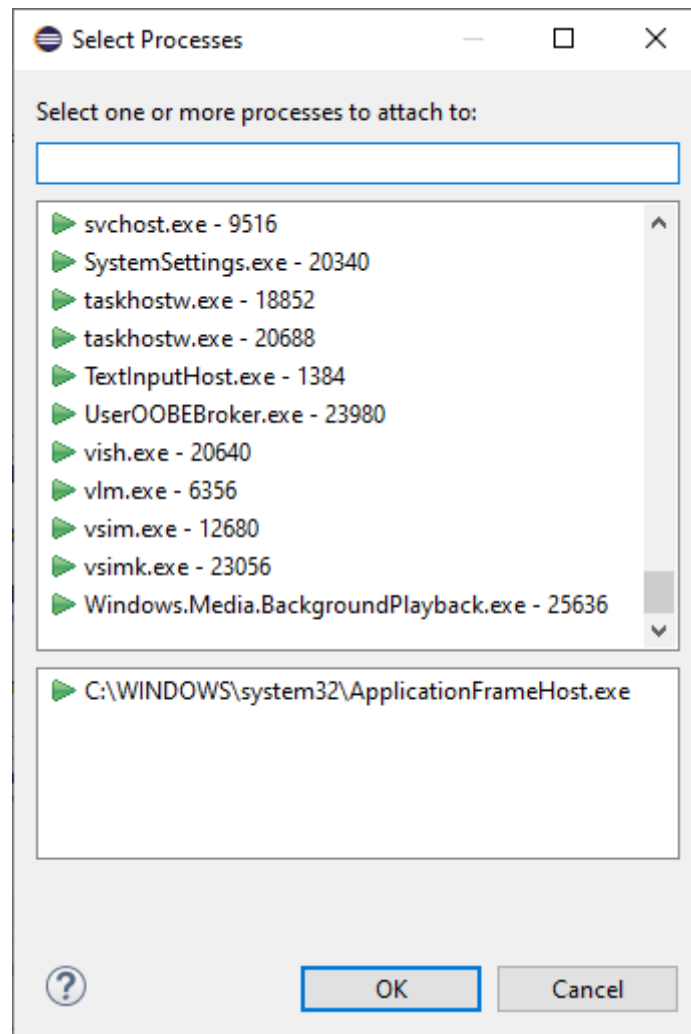 Select Processes
Select one or more processes to attach to:
svchost.exe - 9516
SystemSettings.exe - 20340
taskhostw.exe - 18852
taskhostw.exe - 20688
TextInputHost.exe - 1384
UserOOBEBroker.exe - 23980
vish.exe - 20640
vlm.exe - 6356
vsim.exe - 12680
vsimk.exe - 23056
Windows.Media.BackgroundPlayback.exe - 25636
C:\WINDOWS\system32\ApplicationFrameHost.exe
?
OK Cancel